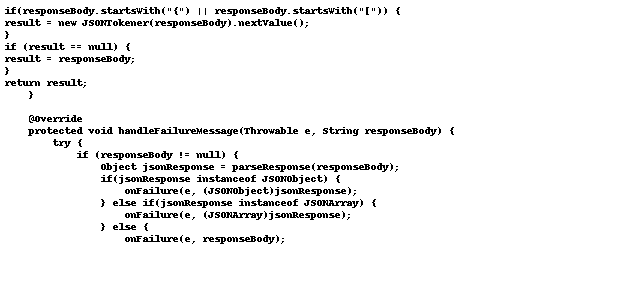 if(responseBody.startsWith("{") || responseBody.startsWith("[")) {
result = new JSONTokener(responseBody).nextValue();
}
if (result == null) {
result = responseBody;
}
return result;
    }

    @Override
    protected void handleFailureMessage(Throwable e, String responseBody) {
        try {
            if (responseBody != null) {
                Object jsonResponse = parseResponse(responseBody);
                if(jsonResponse instanceof JSONObject) {
                    onFailure(e, (JSONObject)jsonResponse);
                } else if(jsonResponse instanceof JSONArray) {
                    onFailure(e, (JSONArray)jsonResponse);
                } else {
                    onFailure(e, responseBody);